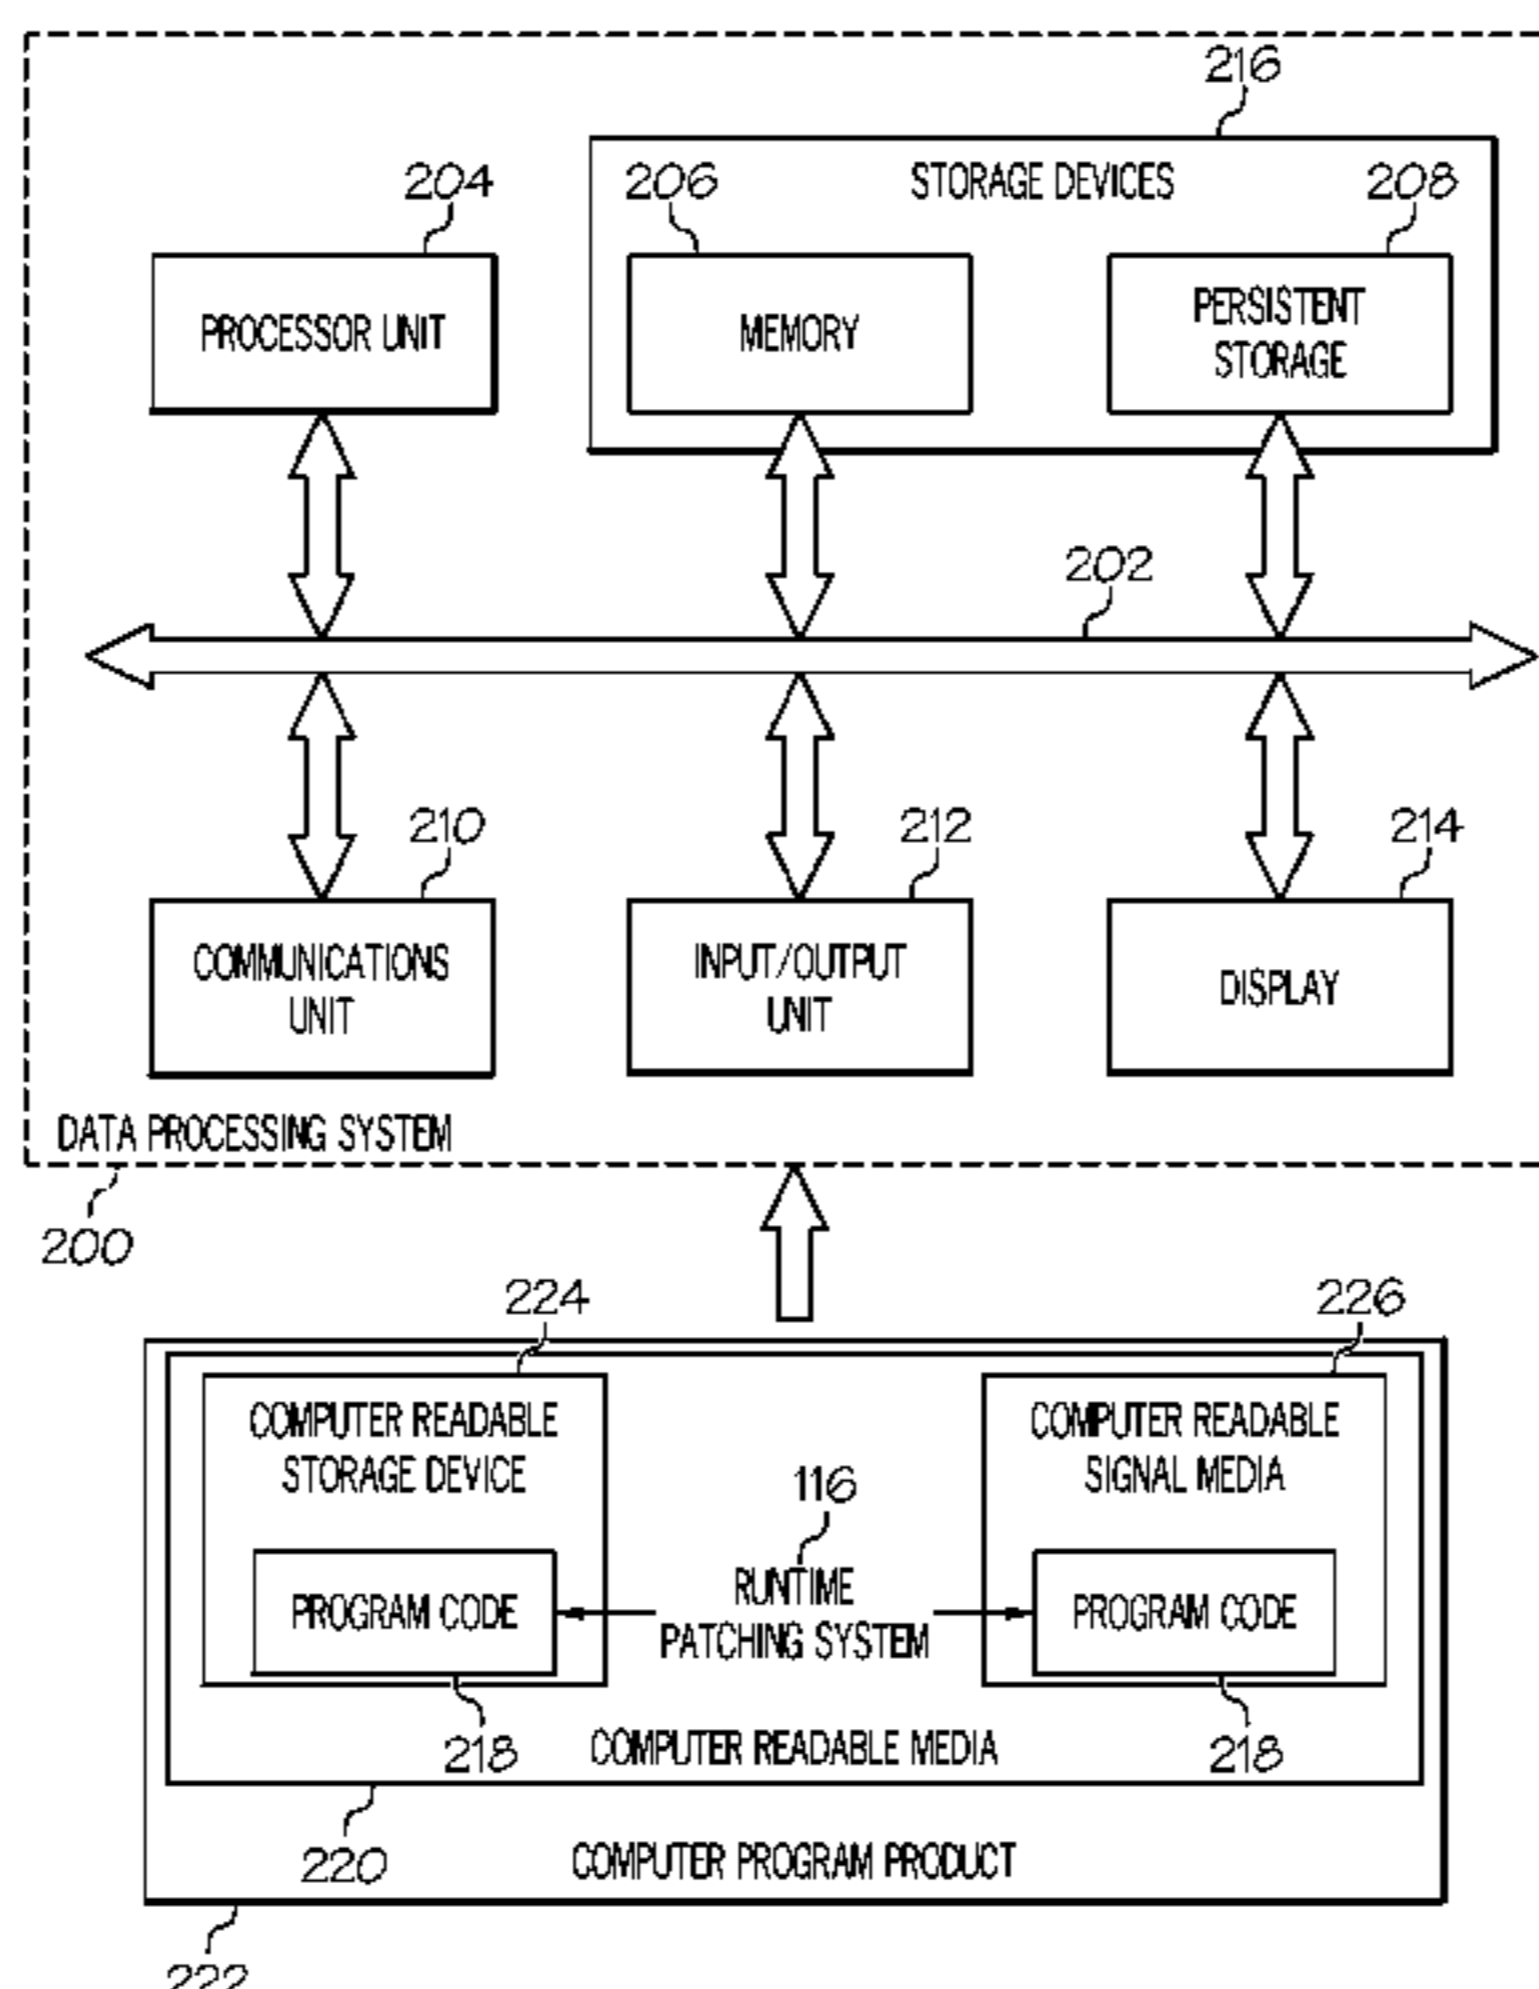 216
204
206
STORAGE DEVICES
208
PROCESSOR UNIT
MEMORY
PERSISTENT
STORAGE
202
210
212
214
COMMUNICATIONS
UNIT
INPUT/OUTPUT
UNIT
DISPLAY
DATA PROCESSING SYSTEM
200
224
226
COMPUTER READABLE
STORAGE DEVICE
COMPUTER READABLE
SIGNAL MEDIA
116
RUNTIME
PATCHING SYSTEM
PROGRAM CODE
PROGRAM CODE
218
218
COMPUTER READABLE MEDIA
220
COMPUTER PROGRAM PRODUCT
222